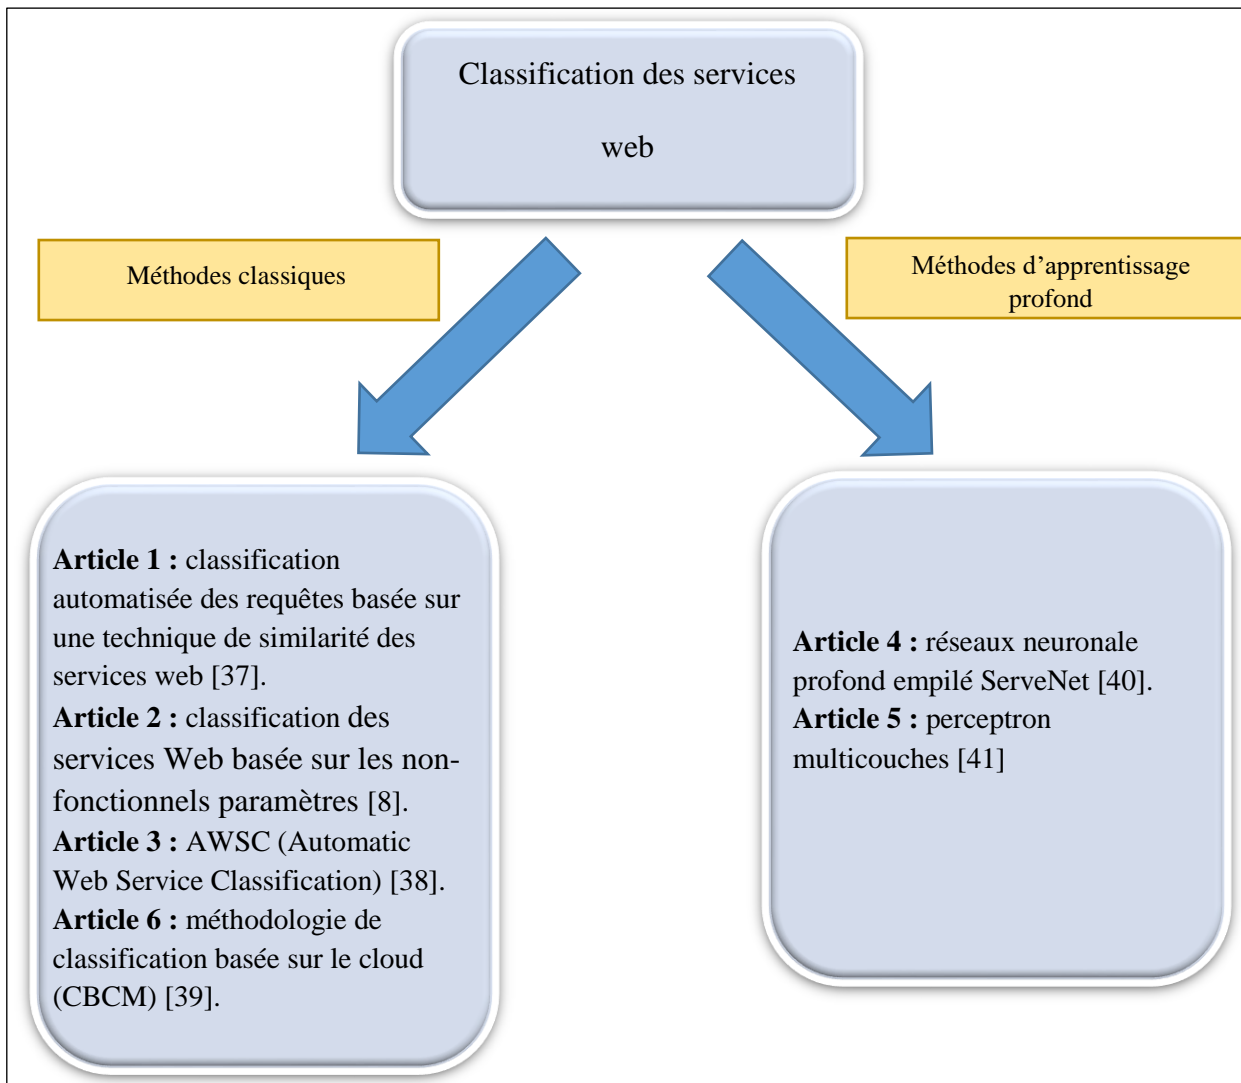 Classification des services
web
Méthodes classiques
Méthodes d’apprentissage
profond
Article 1 : classification
automatisée des requêtes basée sur
une technique de similarité des
services web [37].
Article 2 : classification des
services Web basée sur les non-
fonctionnels paramètres [8].
Article 3 : AWSC (Automatic
Web Service Classification) [38].
Article 6 : méthodologie de
classification basée sur le cloud
(CBCM) [39].
Article 4 : réseaux neuronale
profond empilé ServeNet [40].
Article 5 : perceptron
multicouches [41]